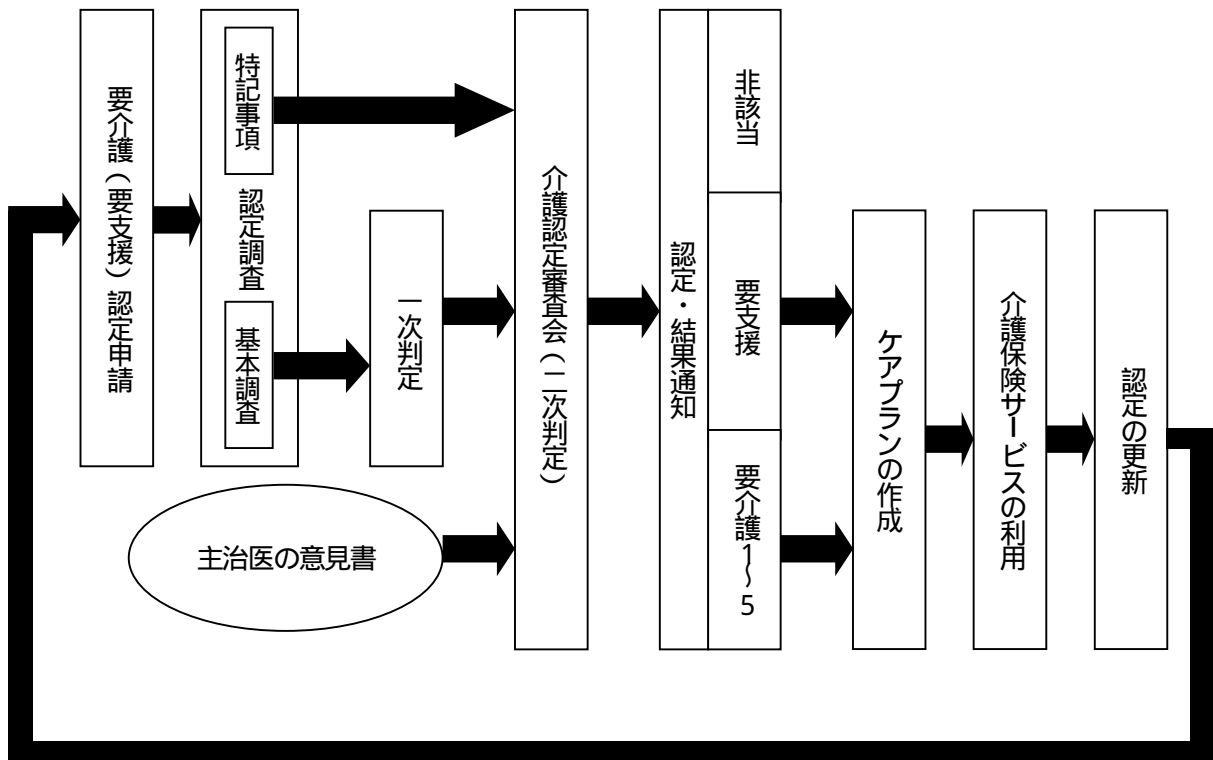 要介護(要支援)認定申請
特記事項
認定調査
基本調査
一次判定
主治医の意見書
介護認定審査会(二次判定)
認定・結果通知
非該当
要支援
要介護1~5
ケアプランの作成
介護保険サービスの利用
認定の更新